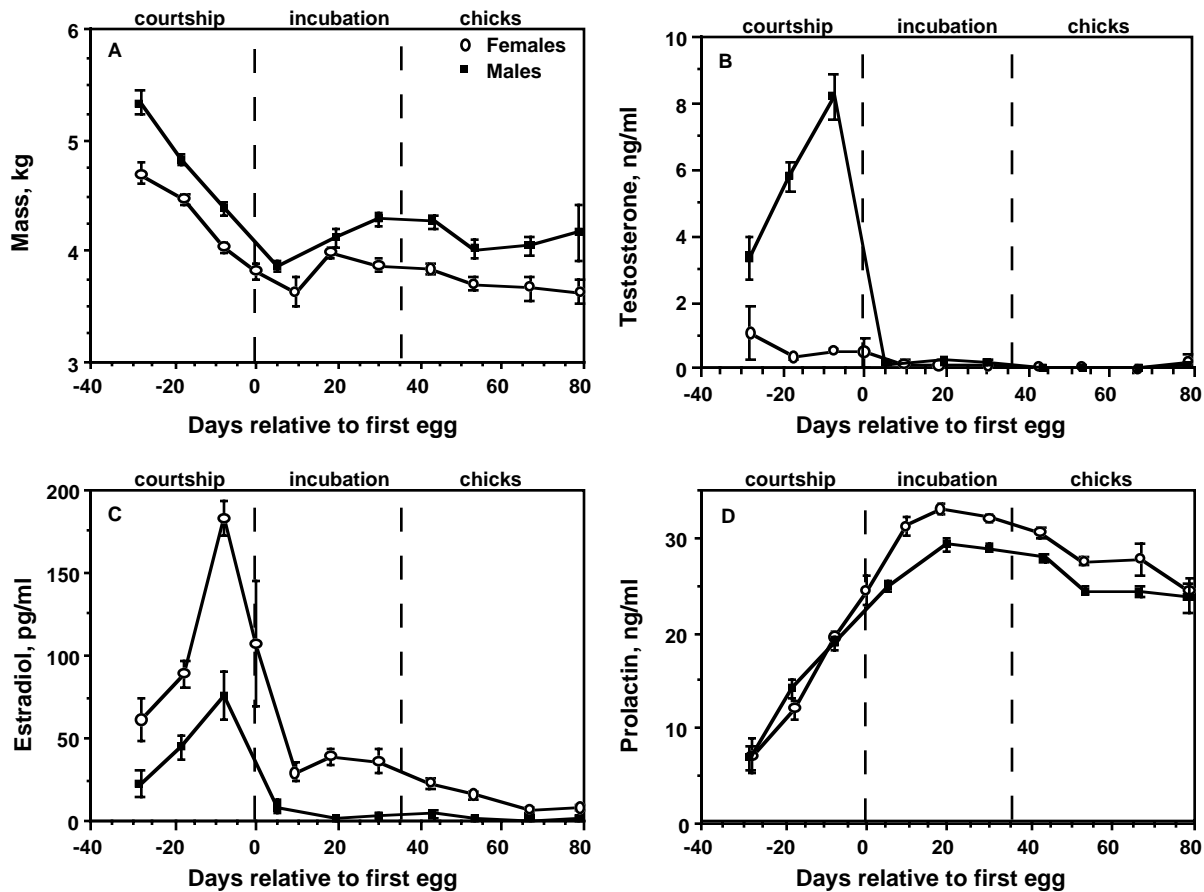 courtship incubation chicks
6
A
Females
Males
5
4
3
Mass, kg
-40 -20 0 20 40 60 80
Days relative to first egg
courtship incubation chicks
10
B
8
6
4
2
0
Testosterone, ng/ml
-40 -20 0 20 40 60 80
Days relative to first egg
courtship incubation chicks
200
C
150
100
50
0
Estradiol, pg/ml
-40 -20 0 20 40 60 80
Days relative to first egg
courtship incubation chicks
D
30
20
10
0
Prolactin, ng/ml
-40 -20 0 20 40 60 80
Days relative to first egg